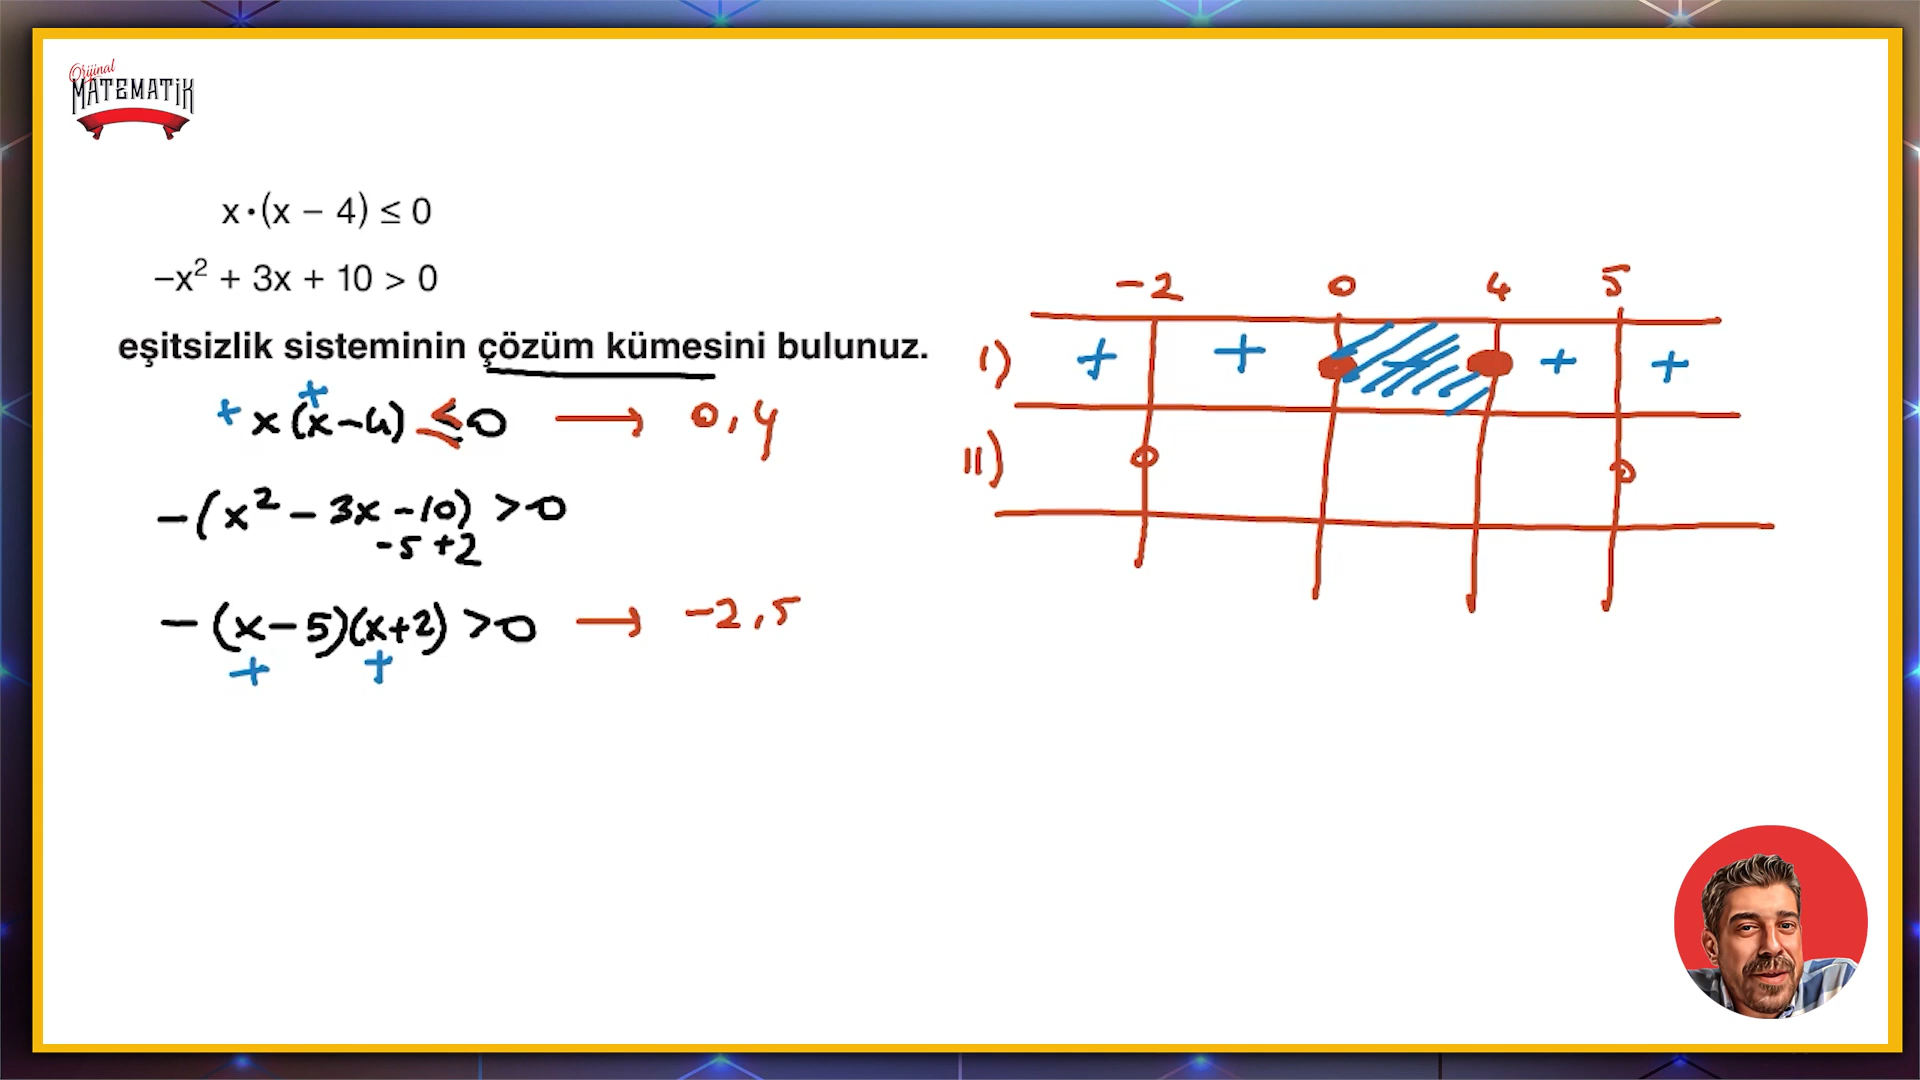 Orijinal
MATEMATİK
x·(x – 4) ≤ 0
–x² + 3x + 10 > 0
eşitsizlik sisteminin çözüm kümesini bulunuz.
+ +
x (x-4) ≤ 0 → 0, 4
-(x² - 3x - 10) > 0
-5 +2
-(x-5)(x+2) > 0 → -2, 5
+ +
-2 0 4 5
I) + + - + +
II)